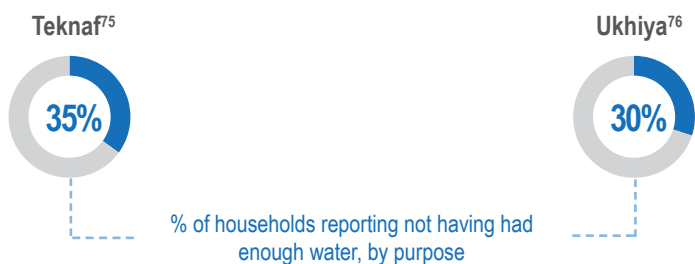 Teknaf⁷⁵
Ukhiya⁷⁶
35%
30%
% of households reporting not having had
enough water, by purpose